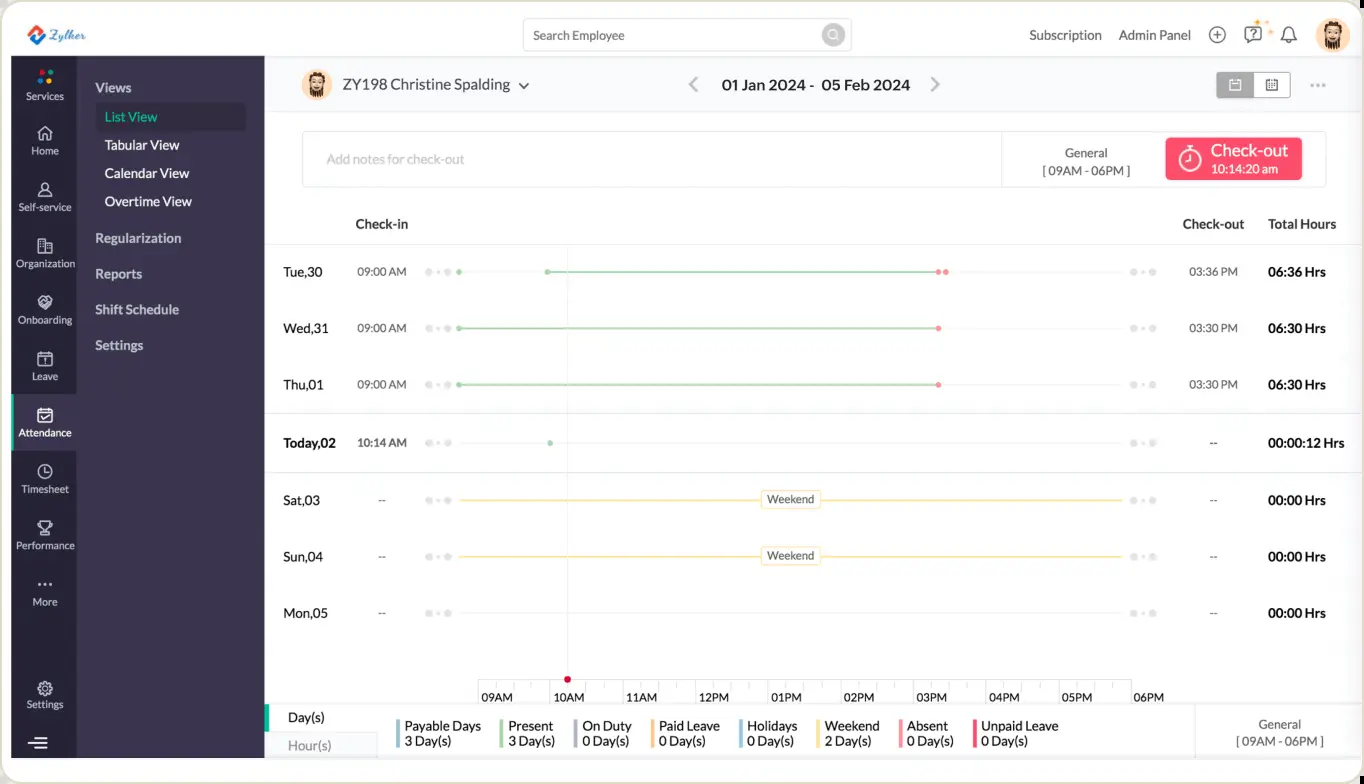 Zylker
Search Employee
Subscription
Admin Panel
Services
Home
Self-service
Organization
Onboarding
Leave
Attendance
Timesheet
Performance
More
Settings
Views
List View
Tabular View
Calendar View
Overtime View
Regularization
Reports
Shift Schedule
Settings
ZY198 Christine Spalding
01 Jan 2024 - 05 Feb 2024
Add notes for check-out
General
[ 09AM - 06PM ]
Check-out
10:14:20 am
Check-in Check-out Total Hours
Tue,30 09:00 AM 03:36 PM 06:36 Hrs
Wed,31 09:00 AM 03:30 PM 06:30 Hrs
Thu,01 09:00 AM 03:30 PM 06:30 Hrs
Today,02 10:14 AM -- 00:00:12 Hrs
Sat,03 -- Weekend -- 00:00 Hrs
Sun,04 -- Weekend -- 00:00 Hrs
Mon,05 -- -- 00:00 Hrs
09AM 10AM 11AM 12PM 01PM 02PM 03PM 04PM 05PM 06PM
Day(s)
Hour(s)
Payable Days
3 Day(s)
Present
3 Day(s)
On Duty
0 Day(s)
Paid Leave
0 Day(s)
Holidays
0 Day(s)
Weekend
2 Day(s)
Absent
0 Day(s)
Unpaid Leave
0 Day(s)
General
[ 09AM - 06PM ]